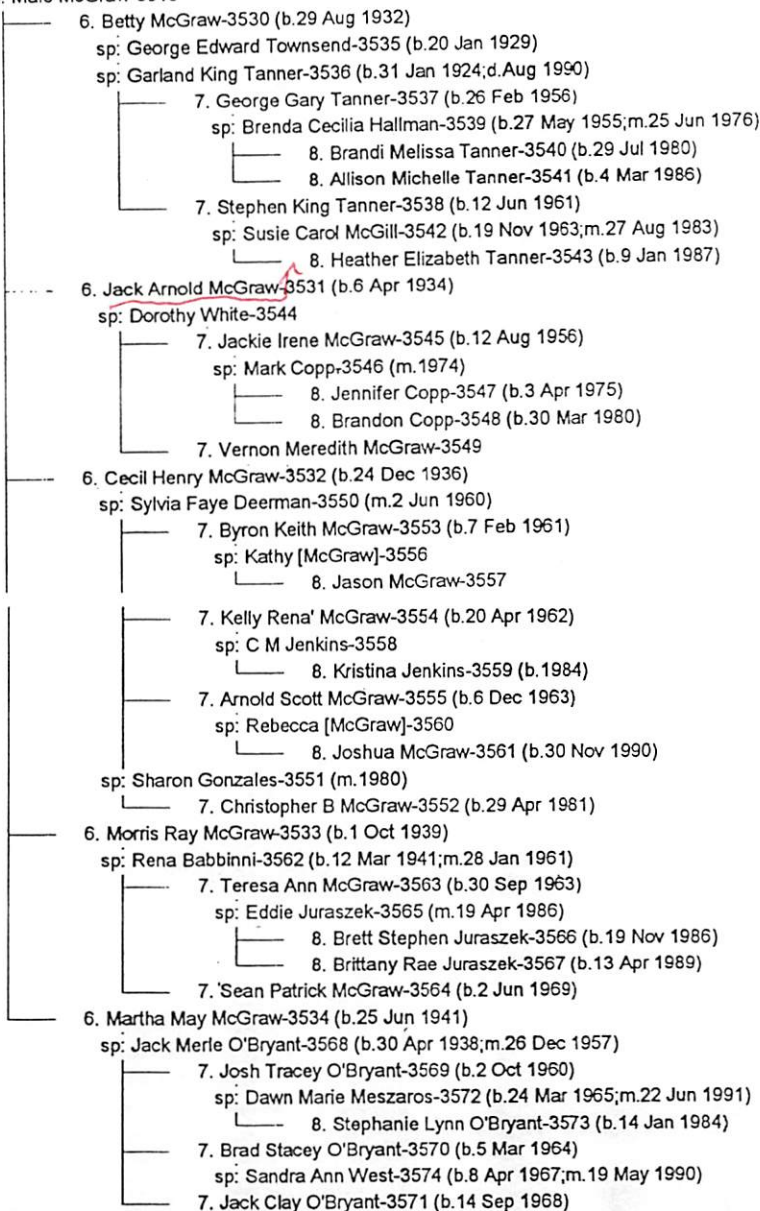 6. Betty McGraw-3530 (b.29 Aug 1932)
sp: George Edward Townsend-3535 (b.20 Jan 1929)
sp: Garland King Tanner-3536 (b.31 Jan 1924;d.Aug 1990)
7. George Gary Tanner-3537 (b.26 Feb 1956)
sp: Brenda Cecilia Hallman-3539 (b.27 May 1955;m.25 Jun 1976)
8. Brandi Melissa Tanner-3540 (b.29 Jul 1980)
8. Allison Michelle Tanner-3541 (b.4 Mar 1986)
7. Stephen King Tanner-3538 (b.12 Jun 1961)
sp: Susie Carol McGill-3542 (b.19 Nov 1963;m.27 Aug 1983)
8. Heather Elizabeth Tanner-3543 (b.9 Jan 1987)
6. Jack Arnold McGraw-3531 (b.6 Apr 1934)
sp: Dorothy White-3544
7. Jackie Irene McGraw-3545 (b.12 Aug 1956)
sp: Mark Copp-3546 (m.1974)
8. Jennifer Copp-3547 (b.3 Apr 1975)
8. Brandon Copp-3548 (b.30 Mar 1980)
7. Vernon Meredith McGraw-3549
6. Cecil Henry McGraw-3532 (b.24 Dec 1936)
sp: Sylvia Faye Deerman-3550 (m.2 Jun 1960)
7. Byron Keith McGraw-3553 (b.7 Feb 1961)
sp: Kathy [McGraw]-3556
8. Jason McGraw-3557
7. Kelly Rena' McGraw-3554 (b.20 Apr 1962)
sp: C M Jenkins-3558
8. Kristina Jenkins-3559 (b.1984)
7. Arnold Scott McGraw-3555 (b.6 Dec 1963)
sp: Rebecca [McGraw]-3560
8. Joshua McGraw-3561 (b.30 Nov 1990)
sp: Sharon Gonzales-3551 (m.1980)
7. Christopher B McGraw-3552 (b.29 Apr 1981)
6. Morris Ray McGraw-3533 (b.1 Oct 1939)
sp: Rena Babbinni-3562 (b.12 Mar 1941;m.28 Jan 1961)
7. Teresa Ann McGraw-3563 (b.30 Sep 1963)
sp: Eddie Juraszek-3565 (m.19 Apr 1986)
8. Brett Stephen Juraszek-3566 (b.19 Nov 1986)
8. Brittany Rae Juraszek-3567 (b.13 Apr 1989)
7. Sean Patrick McGraw-3564 (b.2 Jun 1969)
6. Martha May McGraw-3534 (b.25 Jun 1941)
sp: Jack Merle O'Bryant-3568 (b.30 Apr 1938;m.26 Dec 1957)
7. Josh Tracey O'Bryant-3569 (b.2 Oct 1960)
sp: Dawn Marie Meszaros-3572 (b.24 Mar 1965;m.22 Jun 1991)
8. Stephanie Lynn O'Bryant-3573 (b.14 Jan 1984)
7. Brad Stacey O'Bryant-3570 (b.5 Mar 1964)
sp: Sandra Ann West-3574 (b.8 Apr 1967;m.19 May 1990)
7. Jack Clay O'Bryant-3571 (b.14 Sep 1968)